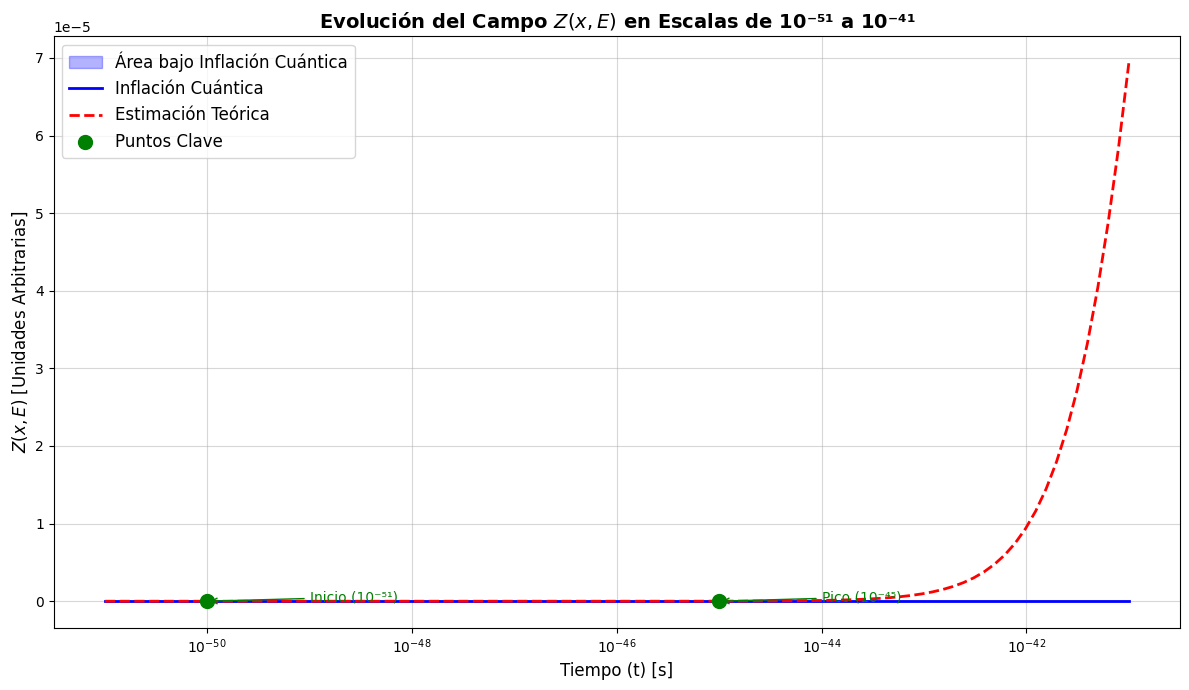 Evolución del Campo Z(x, E) en Escalas de 10⁻⁵¹ a 10⁻⁴¹
1e−5
Área bajo Inflación Cuántica
Inflación Cuántica
Estimación Teórica
Puntos Clave
7
6
5
4
3
2
1
0
Z(x, E) [Unidades Arbitrarias]
Inicio (10⁻⁵¹)
Pico (10⁻⁴⁵)
10⁻⁵⁰
10⁻⁴⁸
10⁻⁴⁶
10⁻⁴⁴
10⁻⁴²
Tiempo (t) [s]